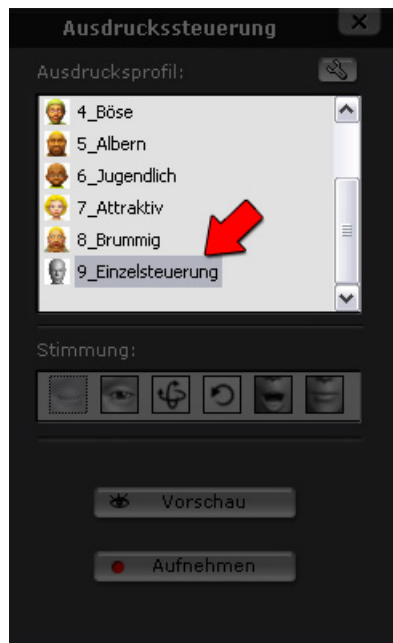 Ausdruckssteuerung
Ausdrucksprofil:
4_Böse
5_Albern
6_Jugendlich
7_Attraktiv
8_Brummig
9_Einzelsteuerung
Stimmung:
Vorschau
Aufnehmen